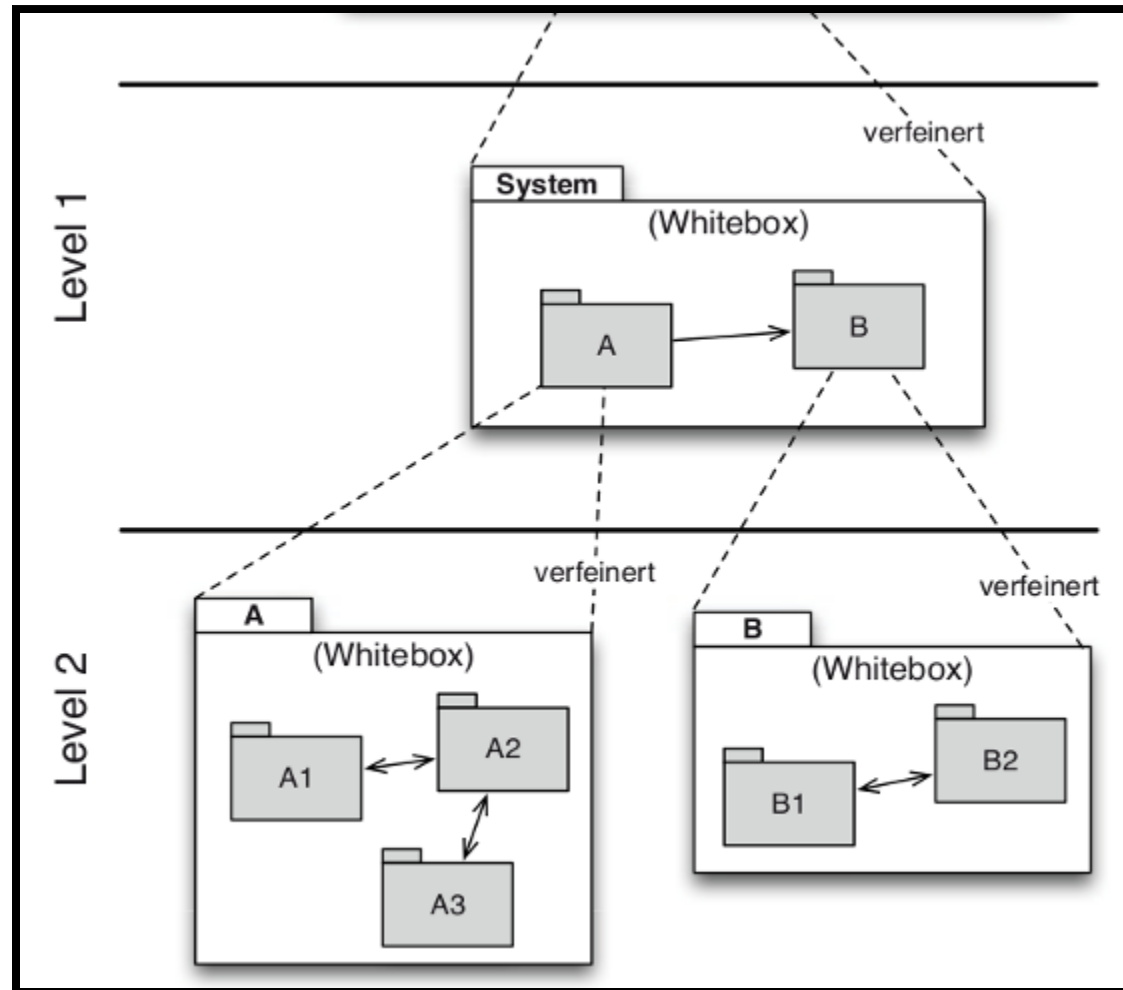 verfeinert
Level 1
System
(Whitebox)
A
B
verfeinert
verfeinert
Level 2
A
(Whitebox)
A1
A2
A3
B
(Whitebox)
B1
B2